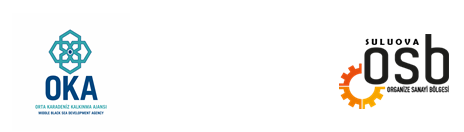 OKA
ORTA KARADENİZ KALKINMA AJANSI
MIDDLE BLACK SEA DEVELOPMENT AGENCY
SULUOVA
osb
ORGANİZE SANAYİ BÖLGESİ